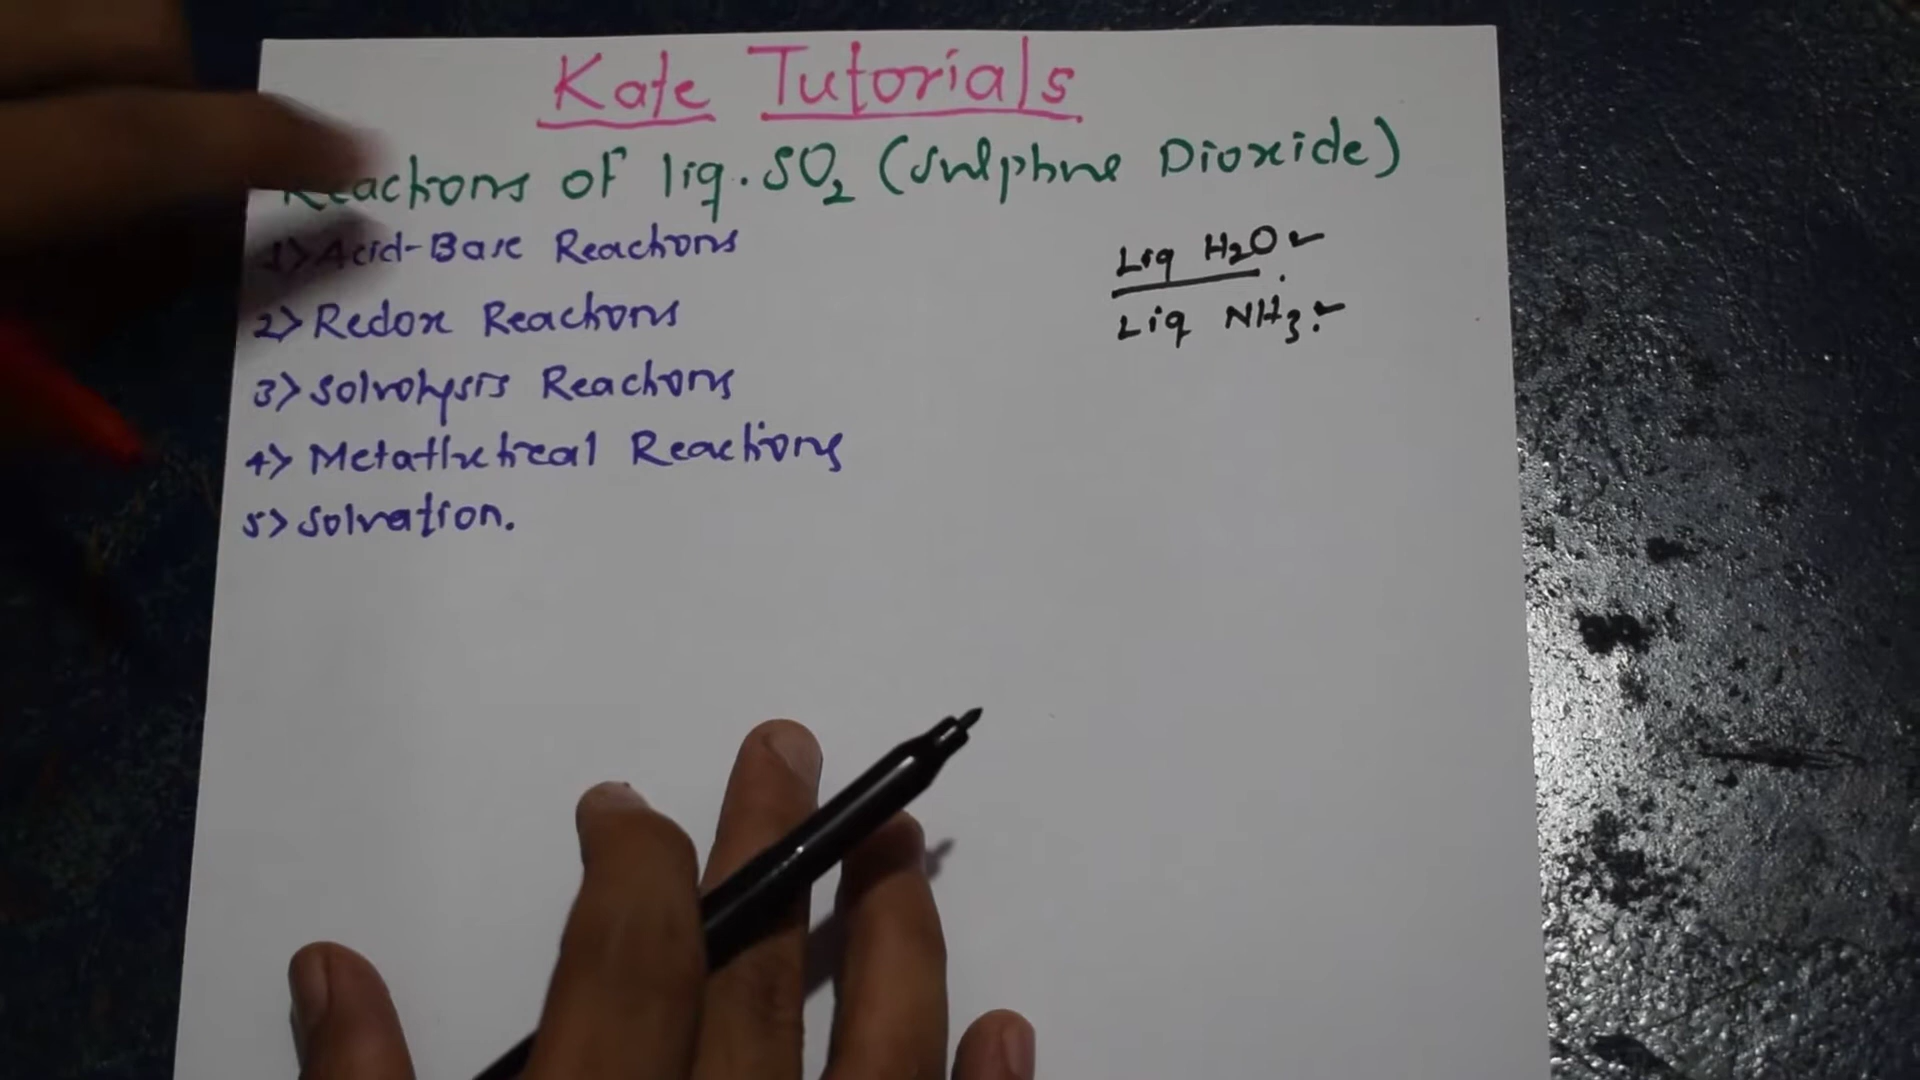 Kate Tutorials
Reactions of liq. SO₂ (Sulphur Dioxide)
1> Acid-Base Reactions
2> Redox Reactions
3> Solvolysis Reactions
4> Metathetical Reactions
5> Solvation.
Liq H₂O
Liq NH₃.